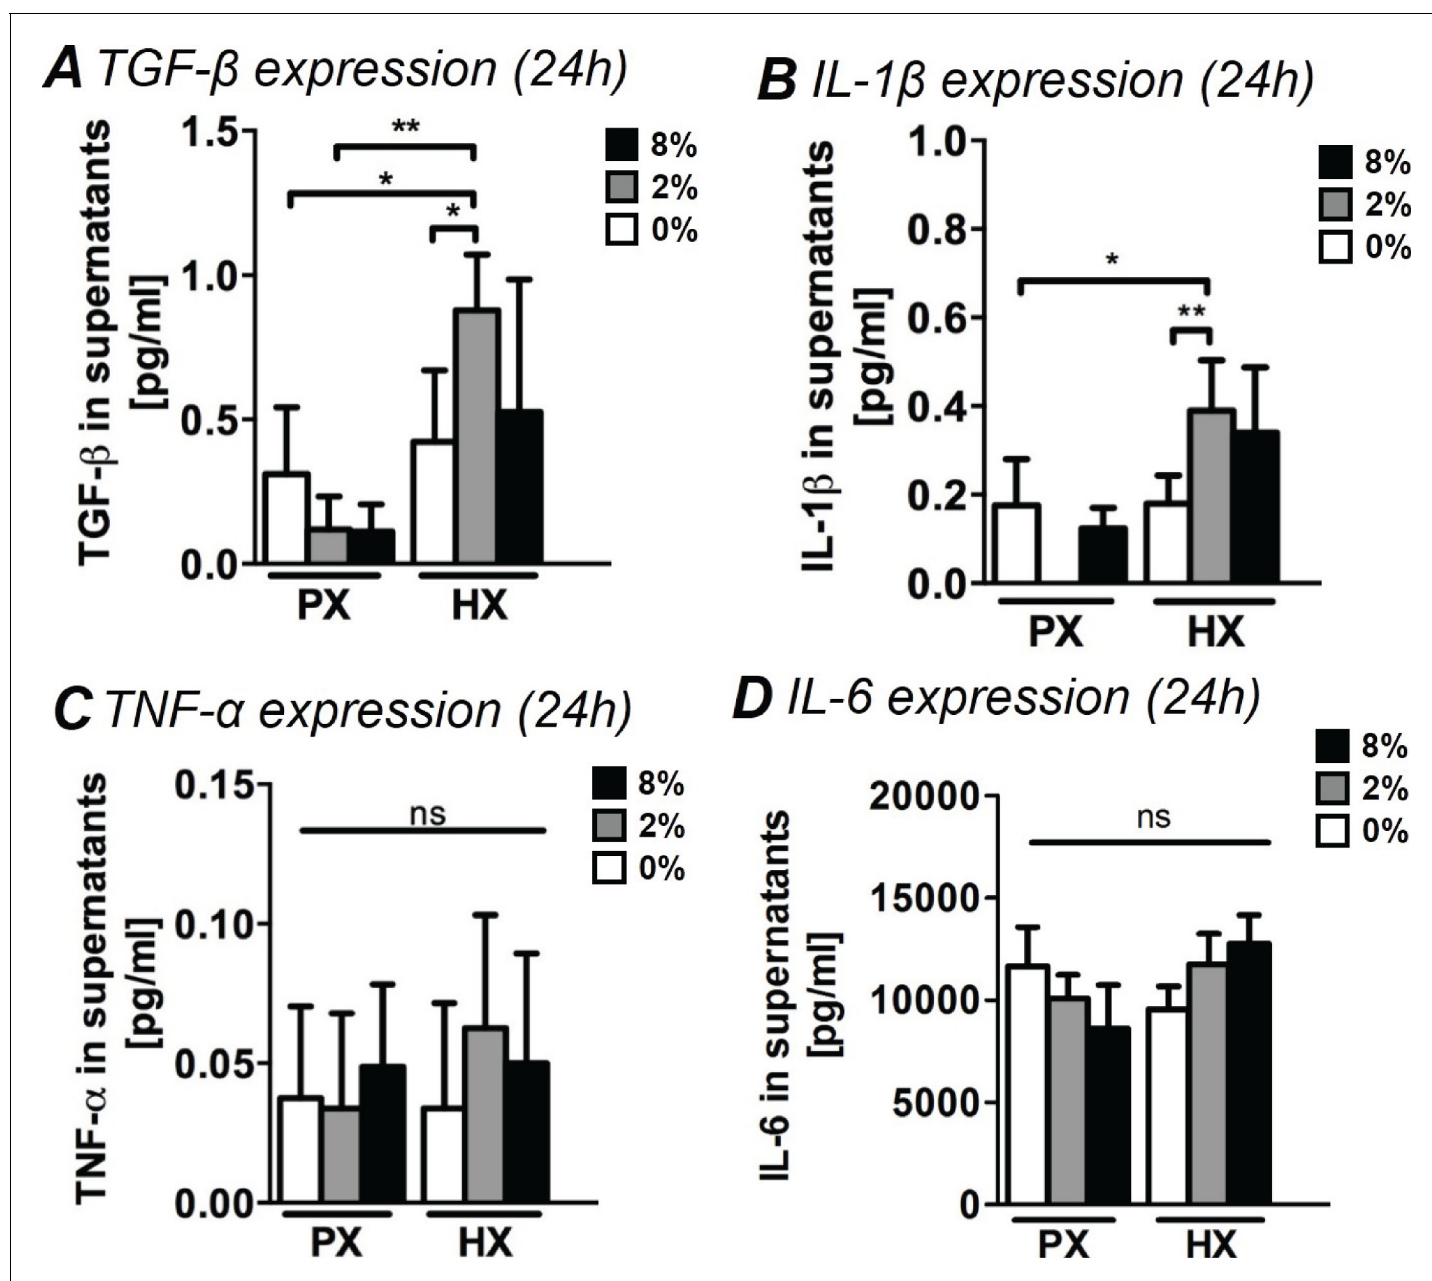 A TGF-β expression (24h)
TGF-β in supernatants
[pg/ml]
1.5
1.0
0.5
0.0
**
*
*
8%
2%
0%
PX
HX
B IL-1β expression (24h)
IL-1β in supernatants
[pg/ml]
1.0
0.8
0.6
0.4
0.2
0.0
*
**
8%
2%
0%
PX
HX
C TNF-α expression (24h)
TNF-α in supernatants
[pg/ml]
0.15
0.10
0.05
0.00
ns
8%
2%
0%
PX
HX
D IL-6 expression (24h)
IL-6 in supernatants
[pg/ml]
20000
15000
10000
5000
0
ns
8%
2%
0%
PX
HX